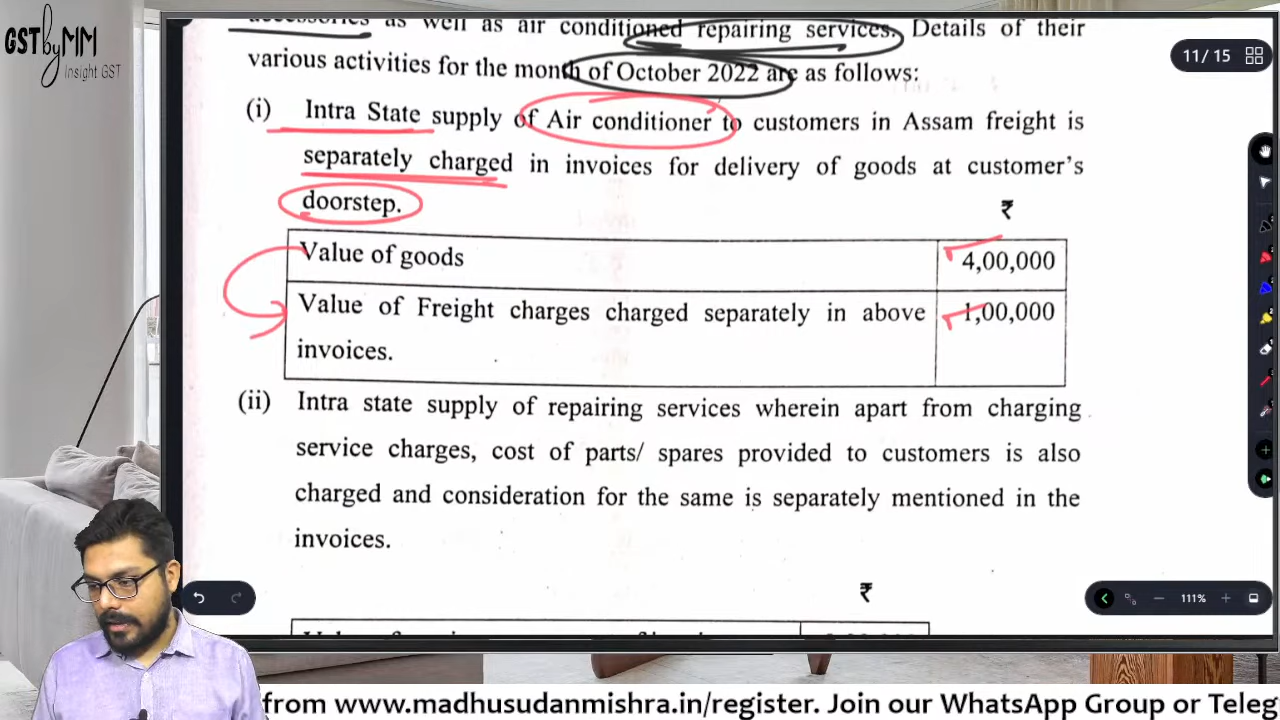 GSTbyMM
Insight GST
accessories as well as air conditioned repairing services. Details of their
11/ 15
various activities for the month of October 2022 are as follows:
(i) Intra State supply of Air conditioner to customers in Assam freight is
separately charged in invoices for delivery of goods at customer's
doorstep.
₹
Value of goods 4,00,000
Value of Freight charges charged separately in above 1,00,000
invoices.
(ii) Intra state supply of repairing services wherein apart from charging
service charges, cost of parts/ spares provided to customers is also
charged and consideration for the same is separately mentioned in the
invoices.
₹
111%
from www.madhusudanmishra.in/register. Join our WhatsApp Group or Teleg